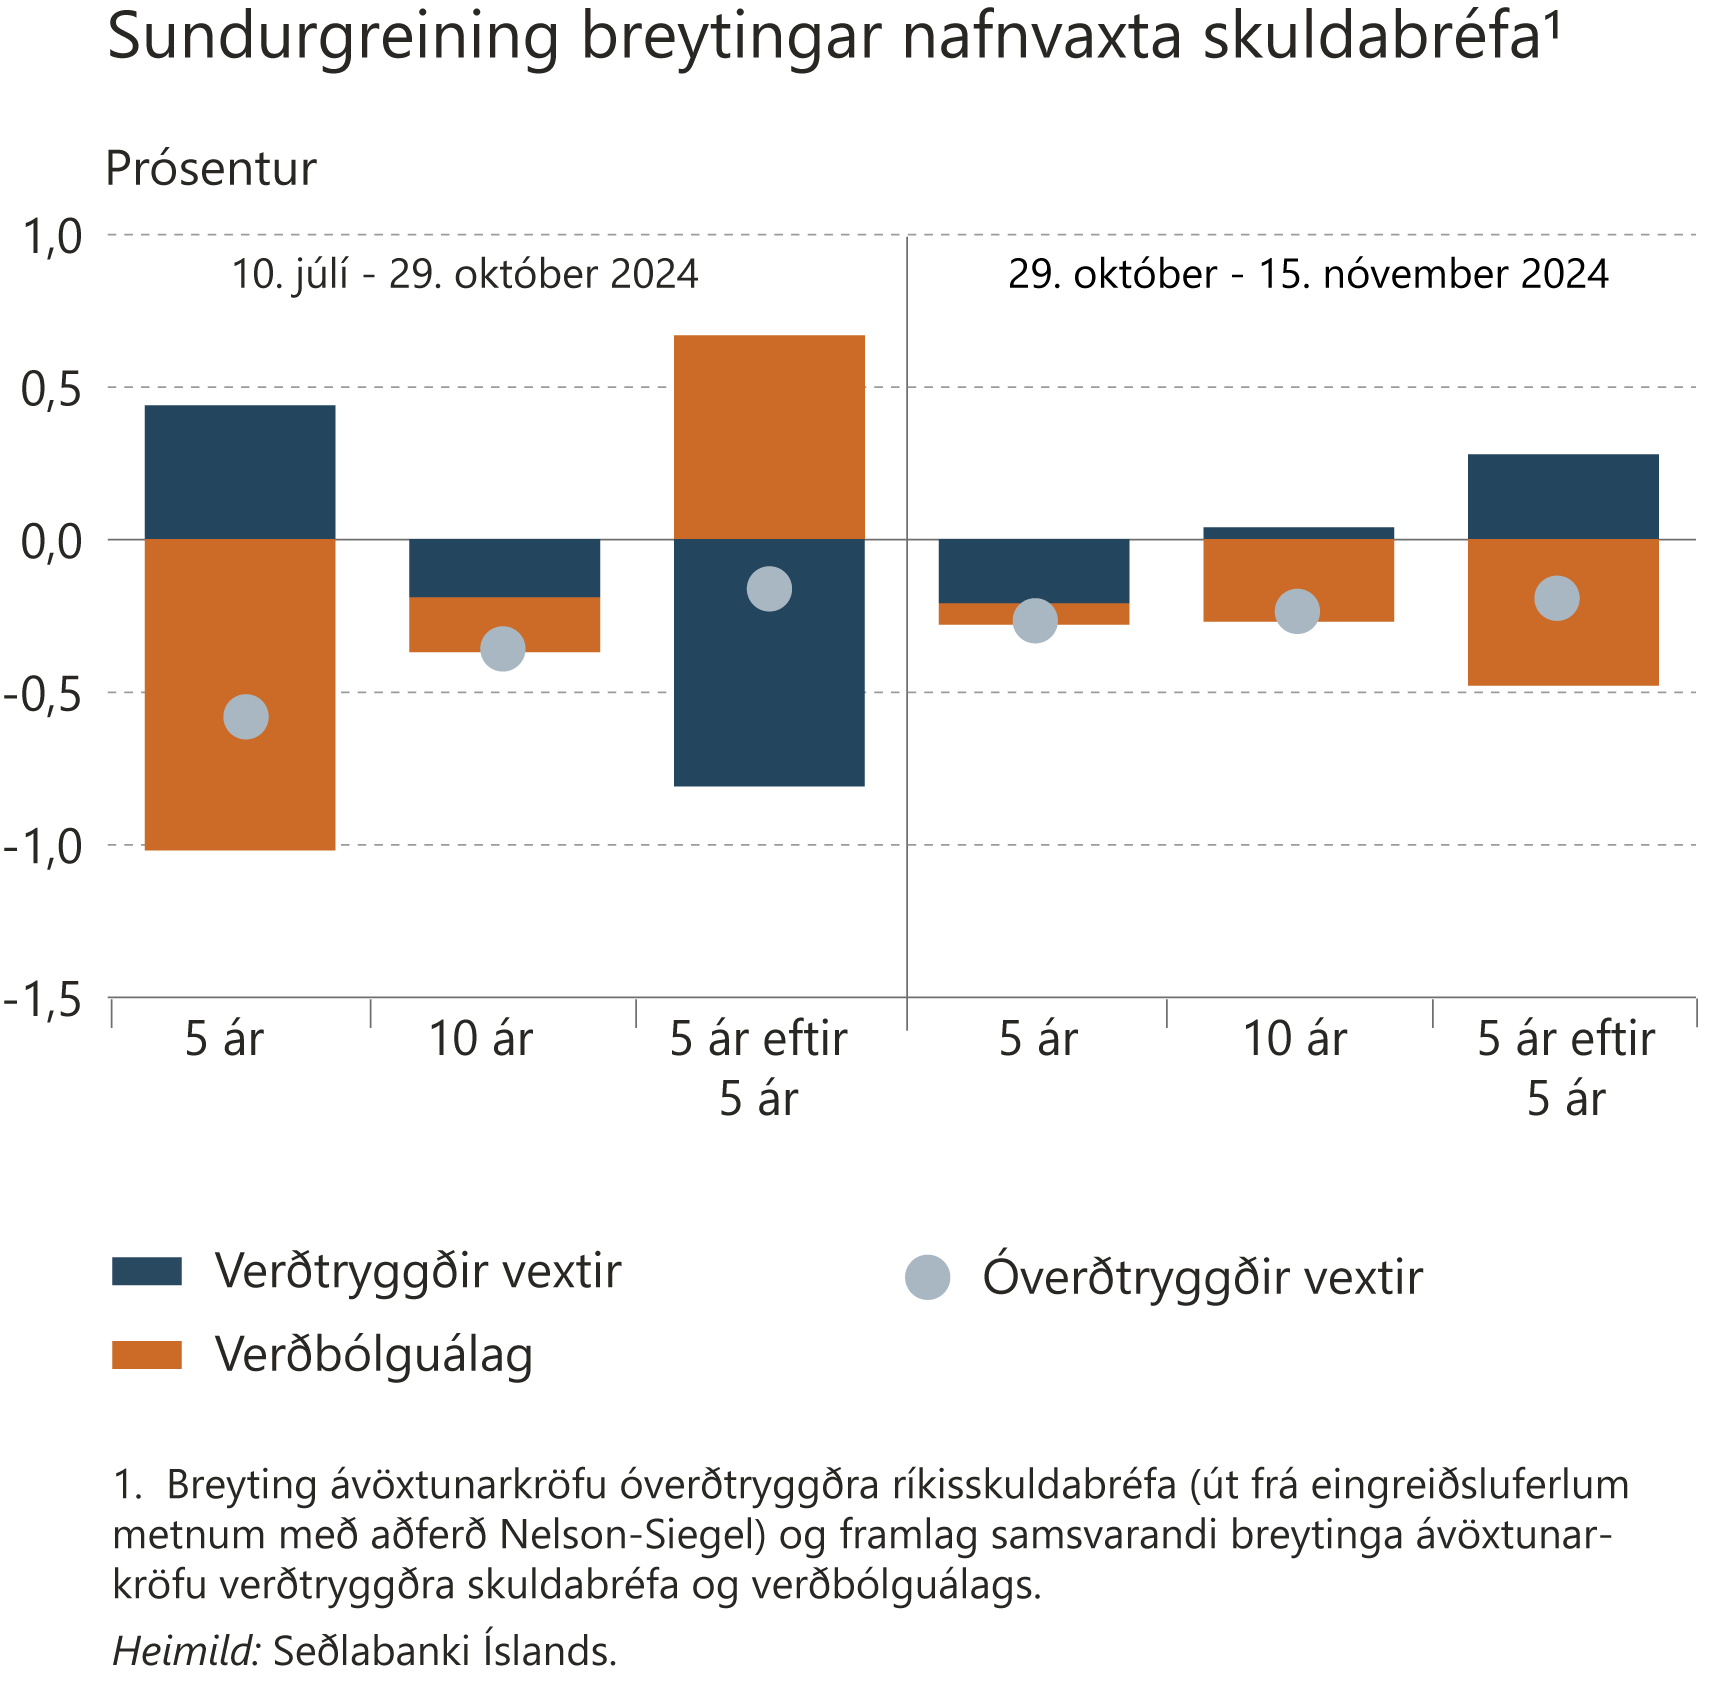 Sundurgreining breytingar nafnvaxta skuldabréfa¹
Prósentur
1,0
0,5
0,0
-0,5
-1,0
-1,5
10. júlí - 29. október 2024
29. október - 15. nóvember 2024
5 ár
10 ár
5 ár eftir
5 ár
5 ár
10 ár
5 ár eftir
5 ár
Verðtryggðir vextir
Verðbólguálag
Óverðtryggðir vextir
1. Breyting ávöxtunarkröfu óverðtryggðra ríkisskuldabréfa (út frá eingreiðsluferlum
metnum með aðferð Nelson-Siegel) og framlag samsvarandi breytinga ávöxtunar-
kröfu verðtryggðra skuldabréfa og verðbólguálags.
Heimild: Seðlabanki Íslands.